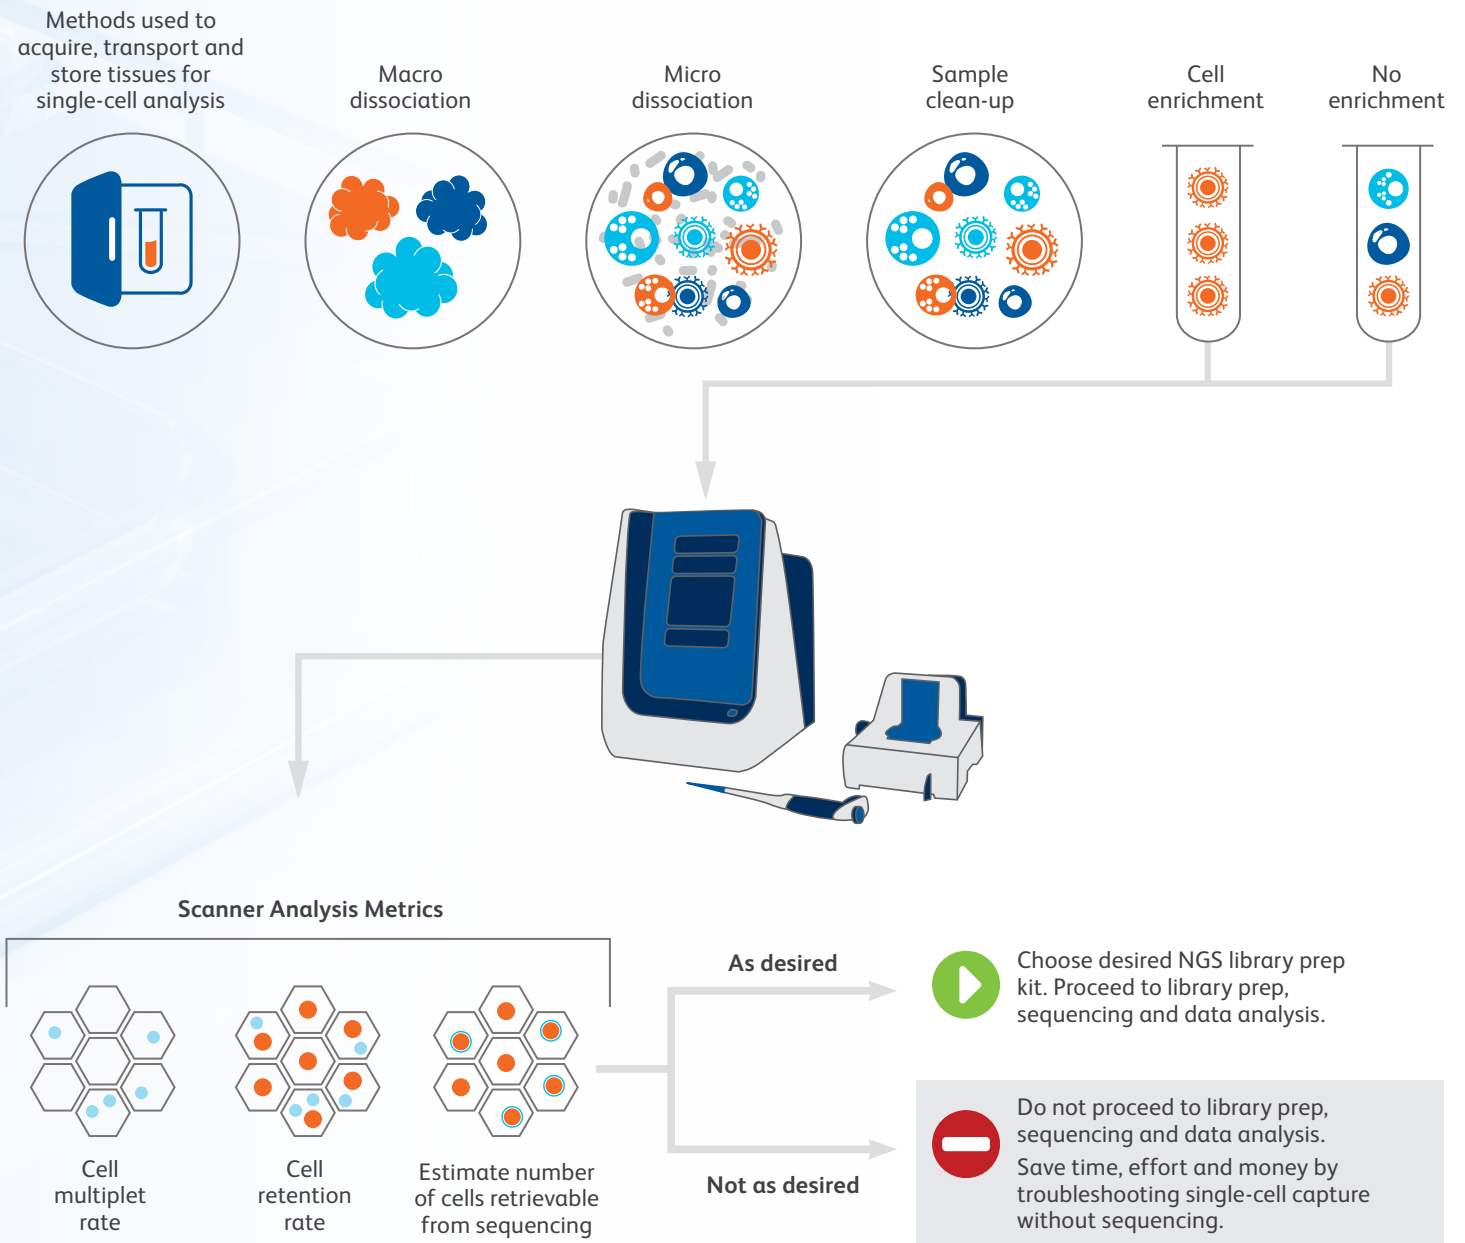 Methods used to
acquire, transport and
store tissues for
single-cell analysis
Macro
dissociation
Micro
dissociation
Sample
clean-up
Cell
enrichment
No
enrichment
Scanner Analysis Metrics
Cell
multiplet
rate
Cell
retention
rate
Estimate number
of cells retrievable
from sequencing
As desired
Choose desired NGS library prep
kit. Proceed to library prep,
sequencing and data analysis.
Not as desired
Do not proceed to library prep,
sequencing and data analysis.
Save time, effort and money by
troubleshooting single-cell capture
without sequencing.